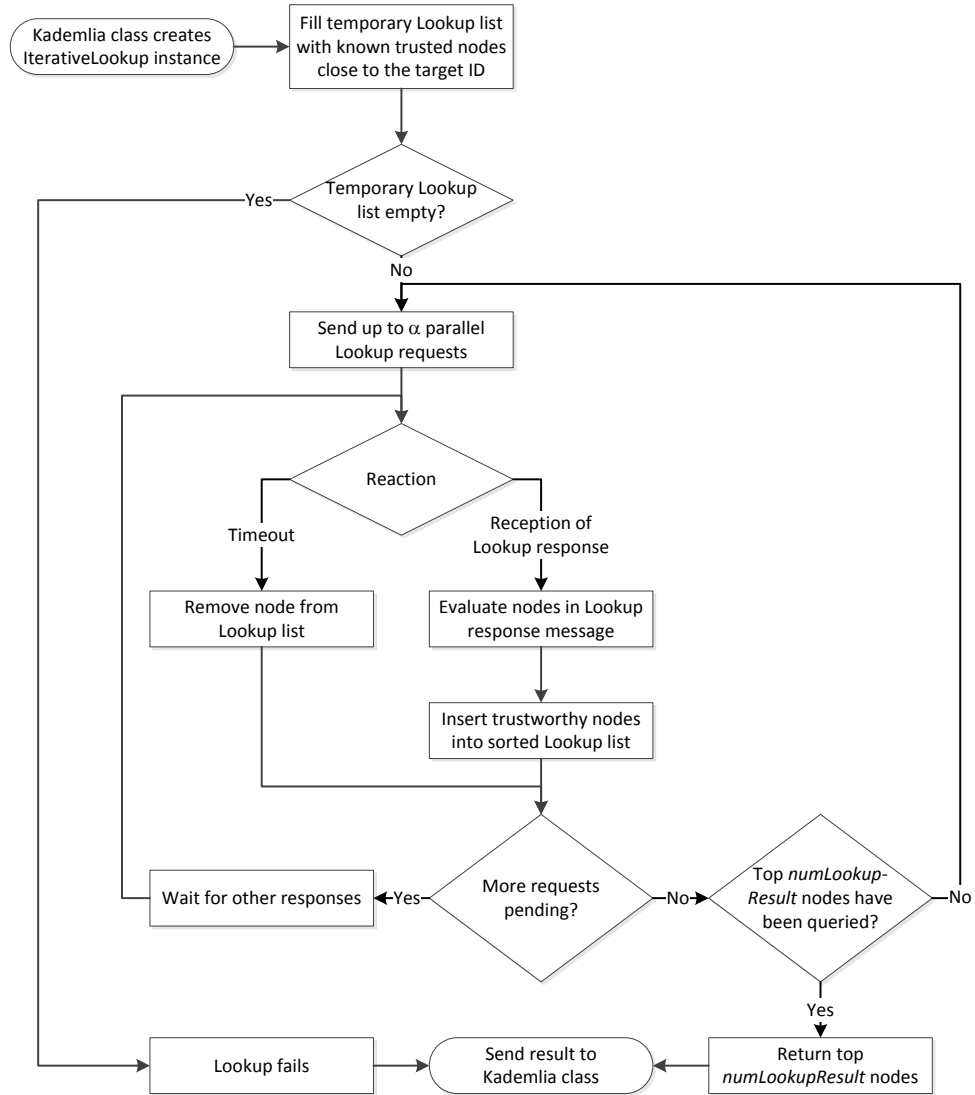 Kademlia class creates
IterativeLookup instance
Fill temporary Lookup list
with known trusted nodes
close to the target ID
Yes
Temporary Lookup
list empty?
No
Send up to α parallel
Lookup requests
Reaction
Timeout
Reception of
Lookup response
Remove node from
Lookup list
Evaluate nodes in Lookup
response message
Insert trustworthy nodes
into sorted Lookup list
Wait for other responses
Yes
More requests
pending?
No
Top numLookup-
Result nodes have
been queried?
No
Yes
Lookup fails
Send result to
Kademlia class
Return top
numLookupResult nodes